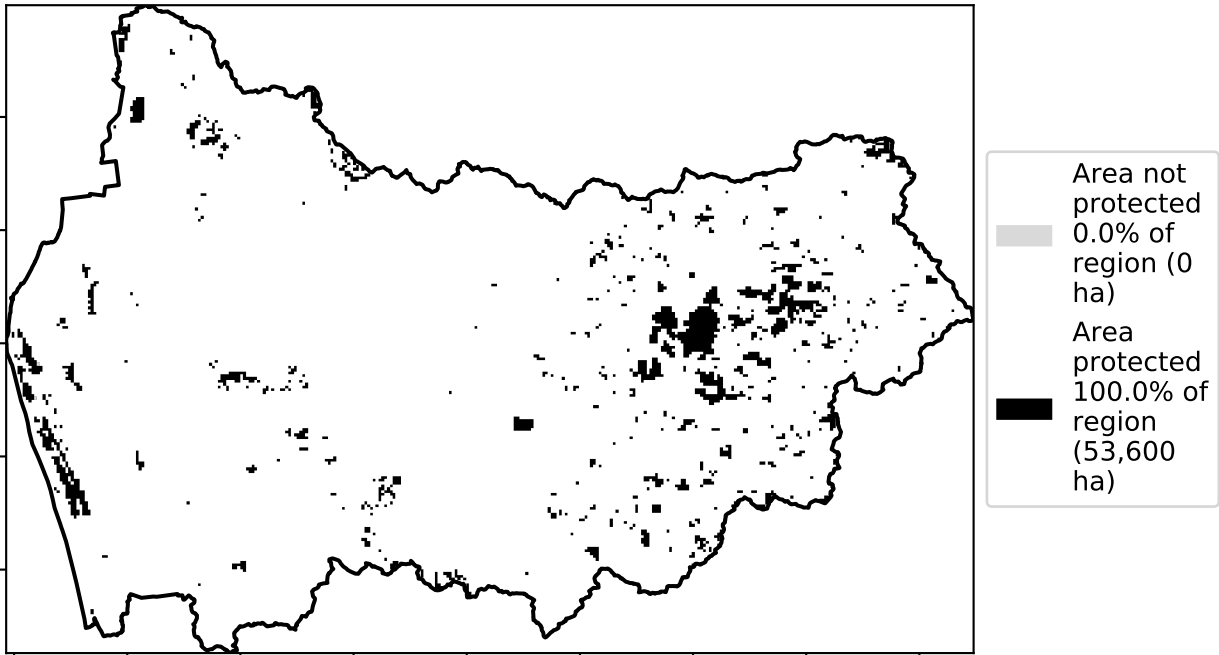 Area not
protected
0.0% of
region (0
ha)
Area
protected
100.0% of
region
(53,600
ha)